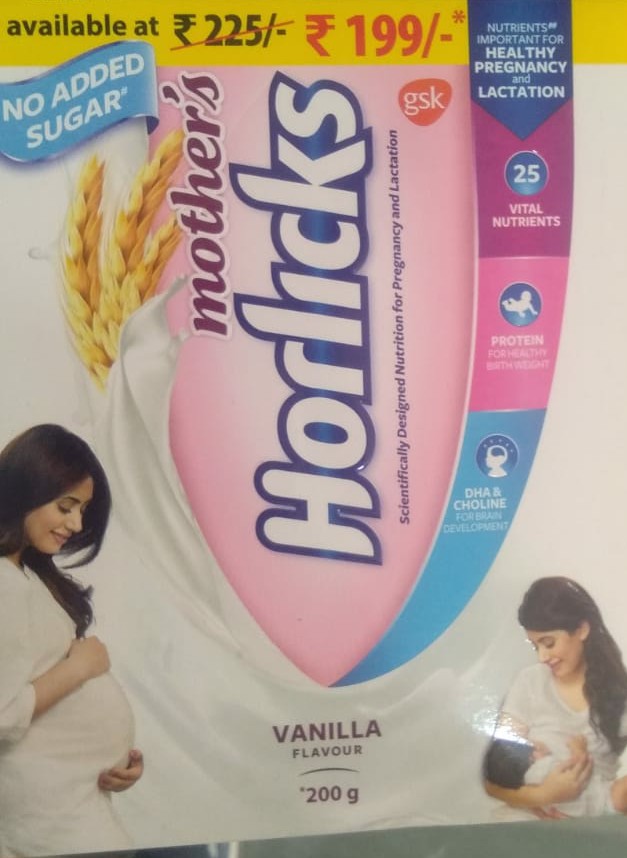 available at ₹ 225/- ₹ 199/-*
NO ADDED
SUGAR#
mother's
Horlicks
Scientifically Designed Nutrition for Pregnancy and Lactation
gsk
NUTRIENTS##
IMPORTANT FOR
HEALTHY
PREGNANCY
and
LACTATION
25
VITAL
NUTRIENTS
PROTEIN
FOR HEALTHY
BIRTH WEIGHT
DHA &
CHOLINE
FOR BRAIN
DEVELOPMENT
VANILLA
FLAVOUR
*200 g